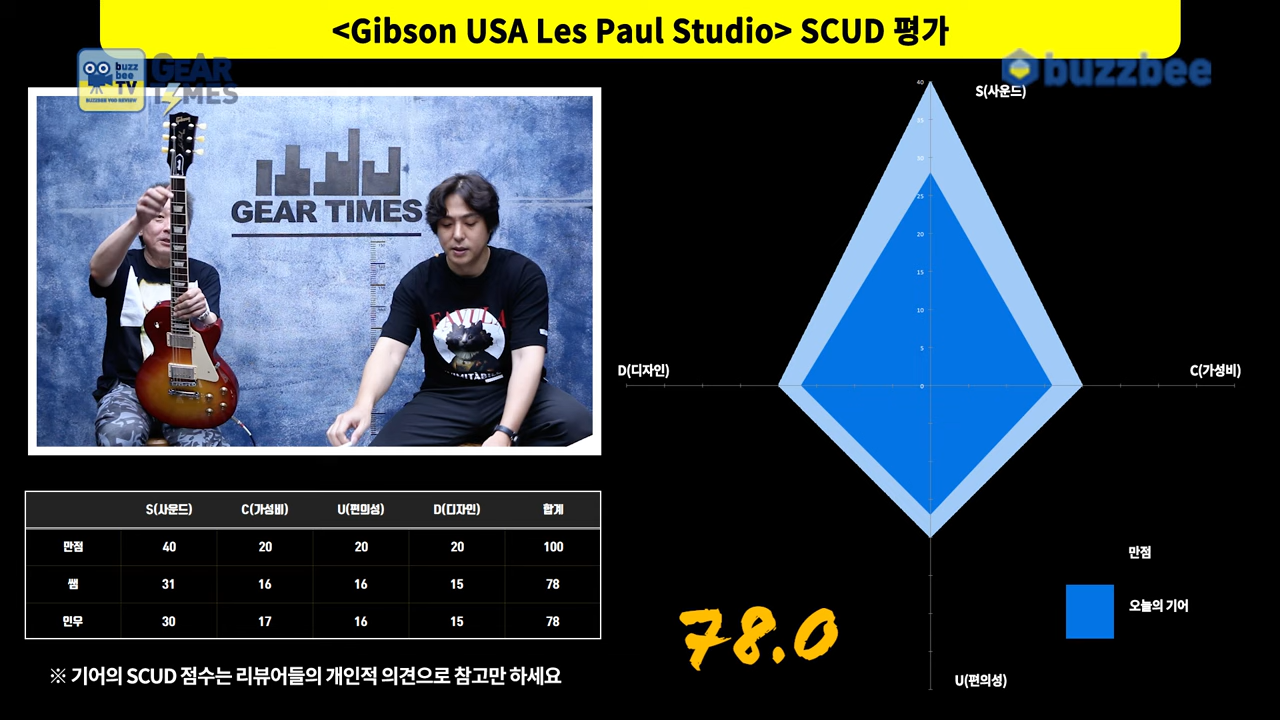 <Gibson USA Les Paul Studio> SCUD 평가
buzz
bee
TV
BUZZBEE VOD REVIEW
GEAR
TIMES
buzzbee
Gibson
GEAR TIMES
FAVELA
S(사운드)
40
35
30
25
20
15
10
5
0
D(디자인)
C(가성비)
U(편의성)
S(사운드) C(가성비) U(편의성) D(디자인) 합계
만점 40 20 20 20 100
쌤 31 16 16 15 78
민우 30 17 16 15 78
※ 기어의 SCUD 점수는 리뷰어들의 개인적 의견으로 참고만 하세요
78.0
만점
오늘의 기어